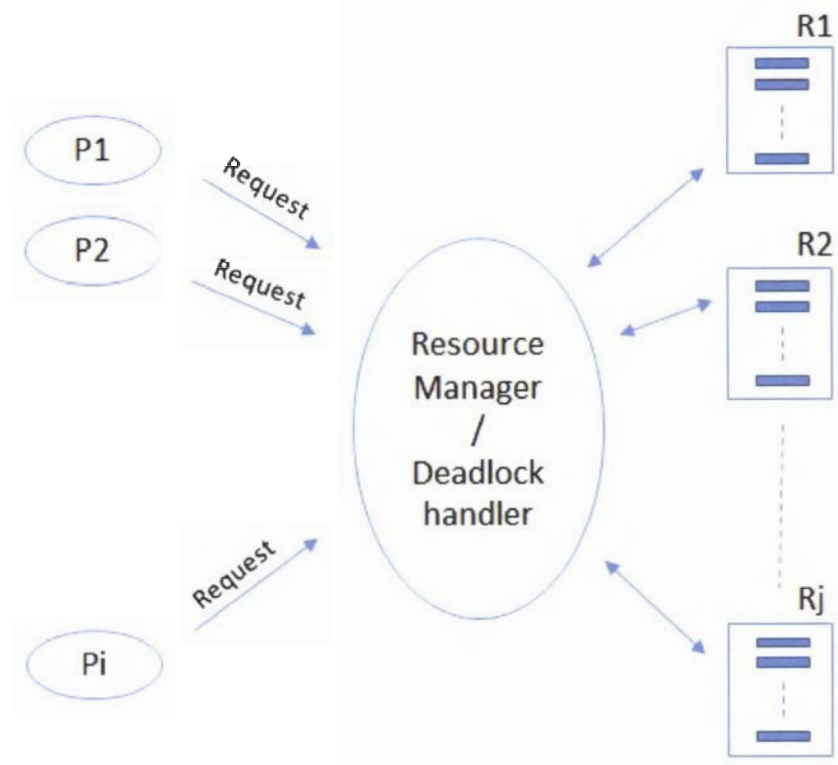 R1
P1
Request
P2
Request
R2
Resource
Manager
/
Deadlock
handler
Request
Rj
Pi